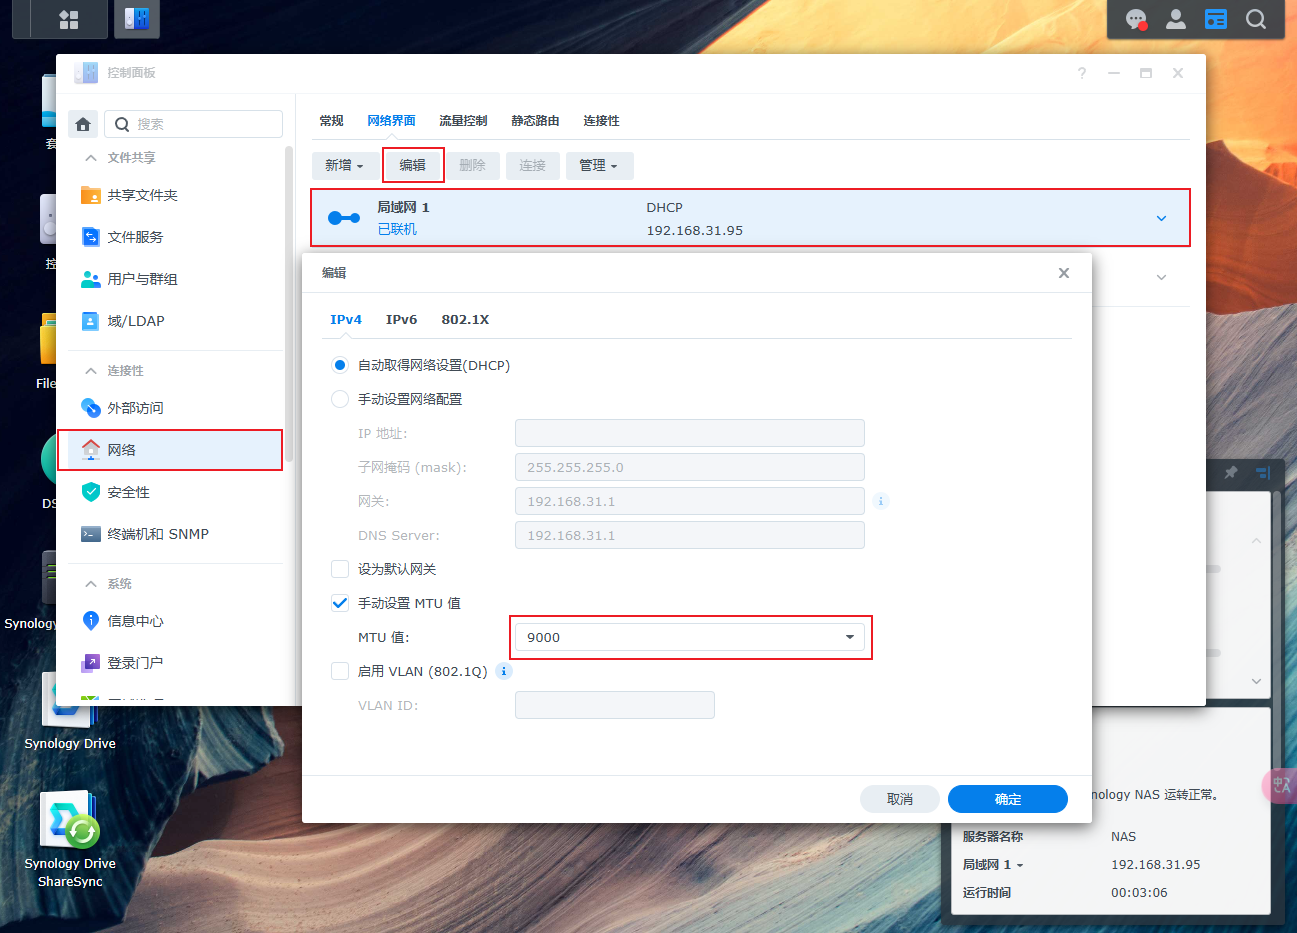 控制面板
搜索
文件共享
共享文件夹
文件服务
用户与群组
域/LDAP
连接性
外部访问
网络
安全性
终端机和 SNMP
系统
信息中心
登录门户
常规
网络界面
流量控制
静态路由
连接性
新增
编辑
删除
连接
管理
局域网 1
已联机
DHCP
192.168.31.95
编辑
IPv4
IPv6
802.1X
自动取得网络设置(DHCP)
手动设置网络配置
IP 地址:
子网掩码 (mask):
255.255.255.0
网关:
192.168.31.1
DNS Server:
192.168.31.1
设为默认网关
手动设置 MTU 值
MTU 值:
9000
启用 VLAN (802.1Q)
VLAN ID:
取消
确定
套
控
File
DS
Synology
Synology Drive
Synology Drive
ShareSync
nology NAS 运转正常。
服务器名称
NAS
局域网 1
192.168.31.95
运行时间
00:03:06
中
A